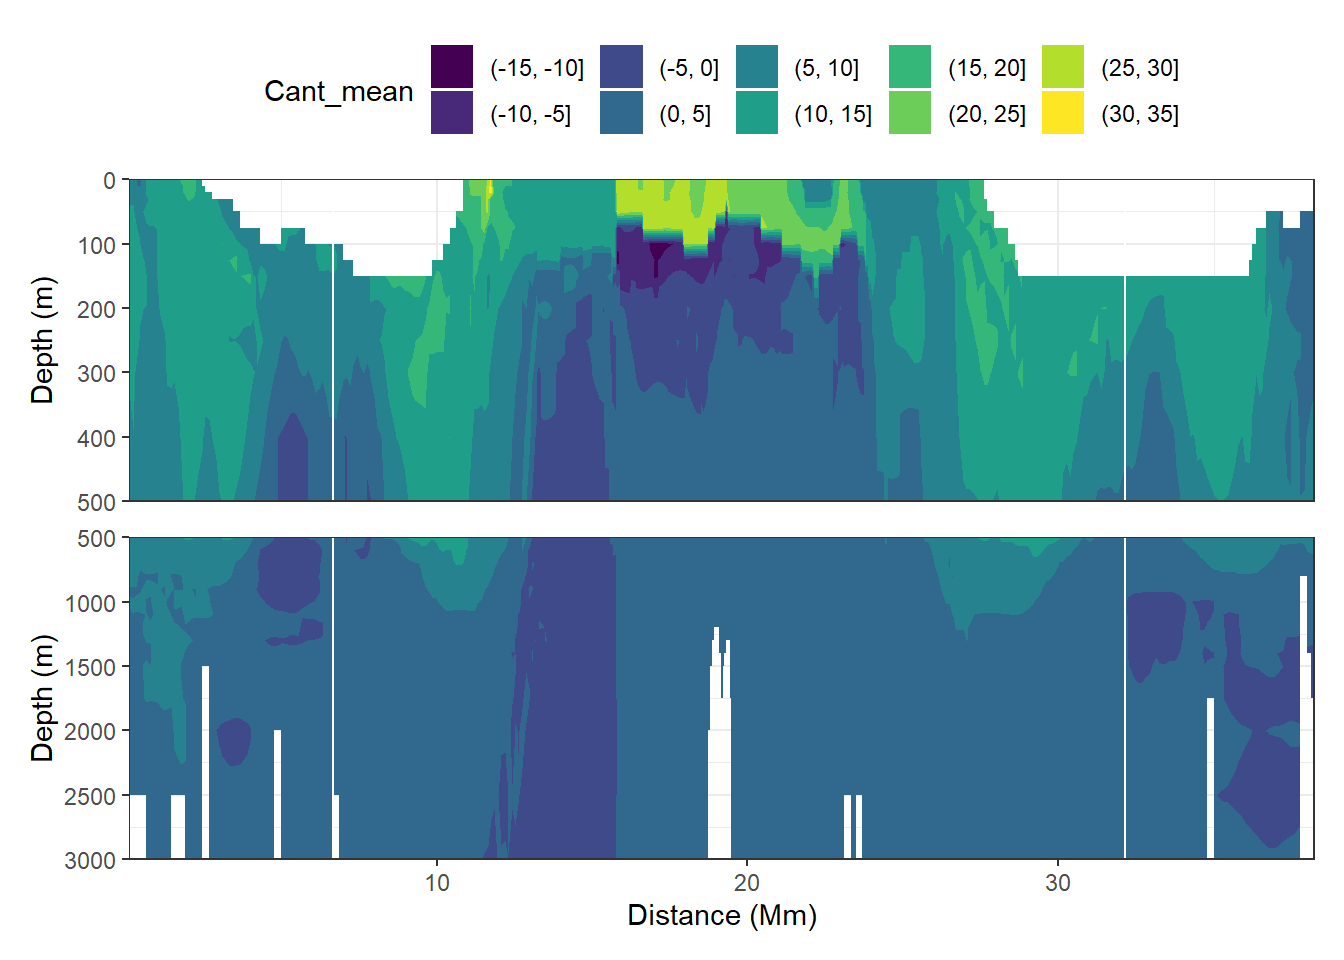 Cant_mean
(-15, -10] (-5, 0] (5, 10] (15, 20] (25, 30]
(-10, -5] (0, 5] (10, 15] (20, 25] (30, 35]
Depth (m)
0
100
200
300
400
500
Depth (m)
500
1000
1500
2000
2500
3000
10 20 30
Distance (Mm)